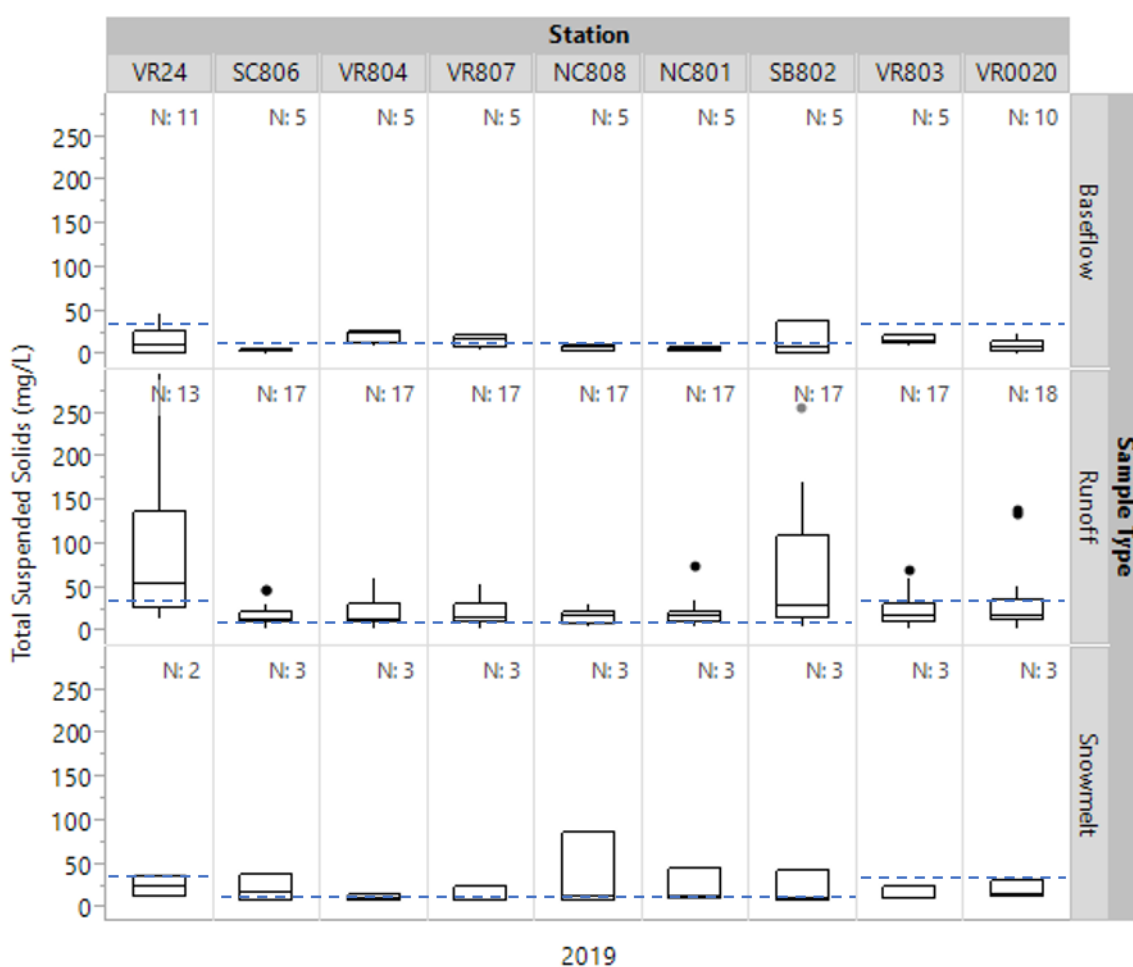 Station
VR24 SC806 VR804 VR807 NC808 NC801 SB802 VR803 VR0020
N: 11 N: 5 N: 5 N: 5 N: 5 N: 5 N: 5 N: 5 N: 10
250
200
150
100
50
0
Baseflow
N: 13 N: 17 N: 17 N: 17 N: 17 N: 17 N: 17 N: 17 N: 18
250
200
150
100
50
0
Runoff
N: 2 N: 3 N: 3 N: 3 N: 3 N: 3 N: 3 N: 3 N: 3
250
200
150
100
50
0
Snowmelt
Total Suspended Solids (mg/L)
Sample Type
2019